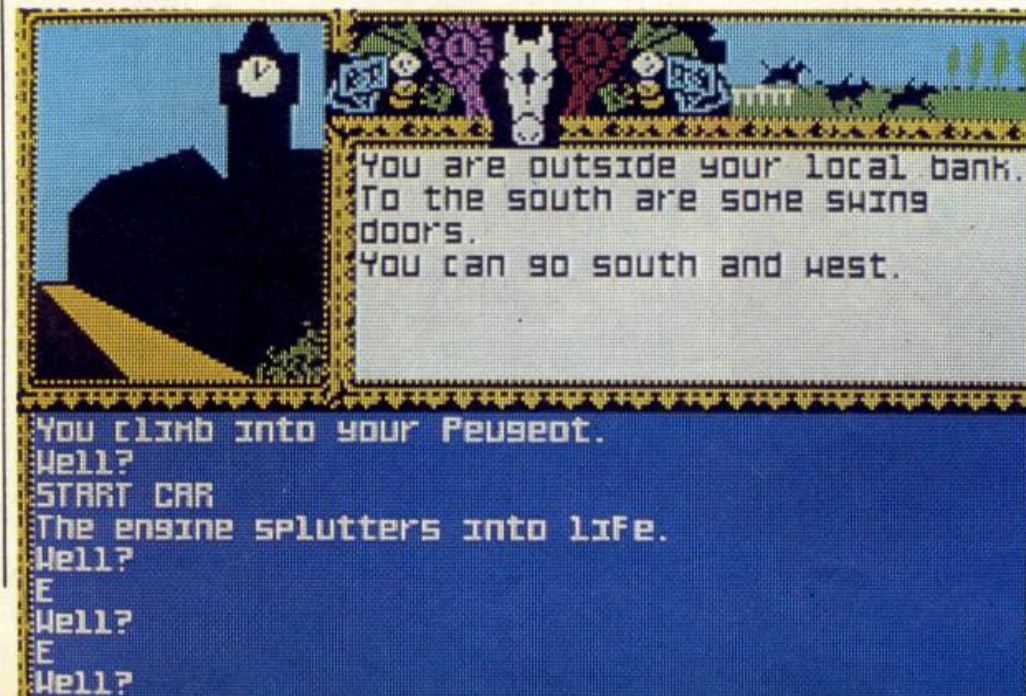 You are outside your local bank.
To the south are some swing
doors.
You can go south and west.
You climb into your Peugeot.
Well?
START CAR
The engine splutters into life.
Well?
E
Well?
E
Well?